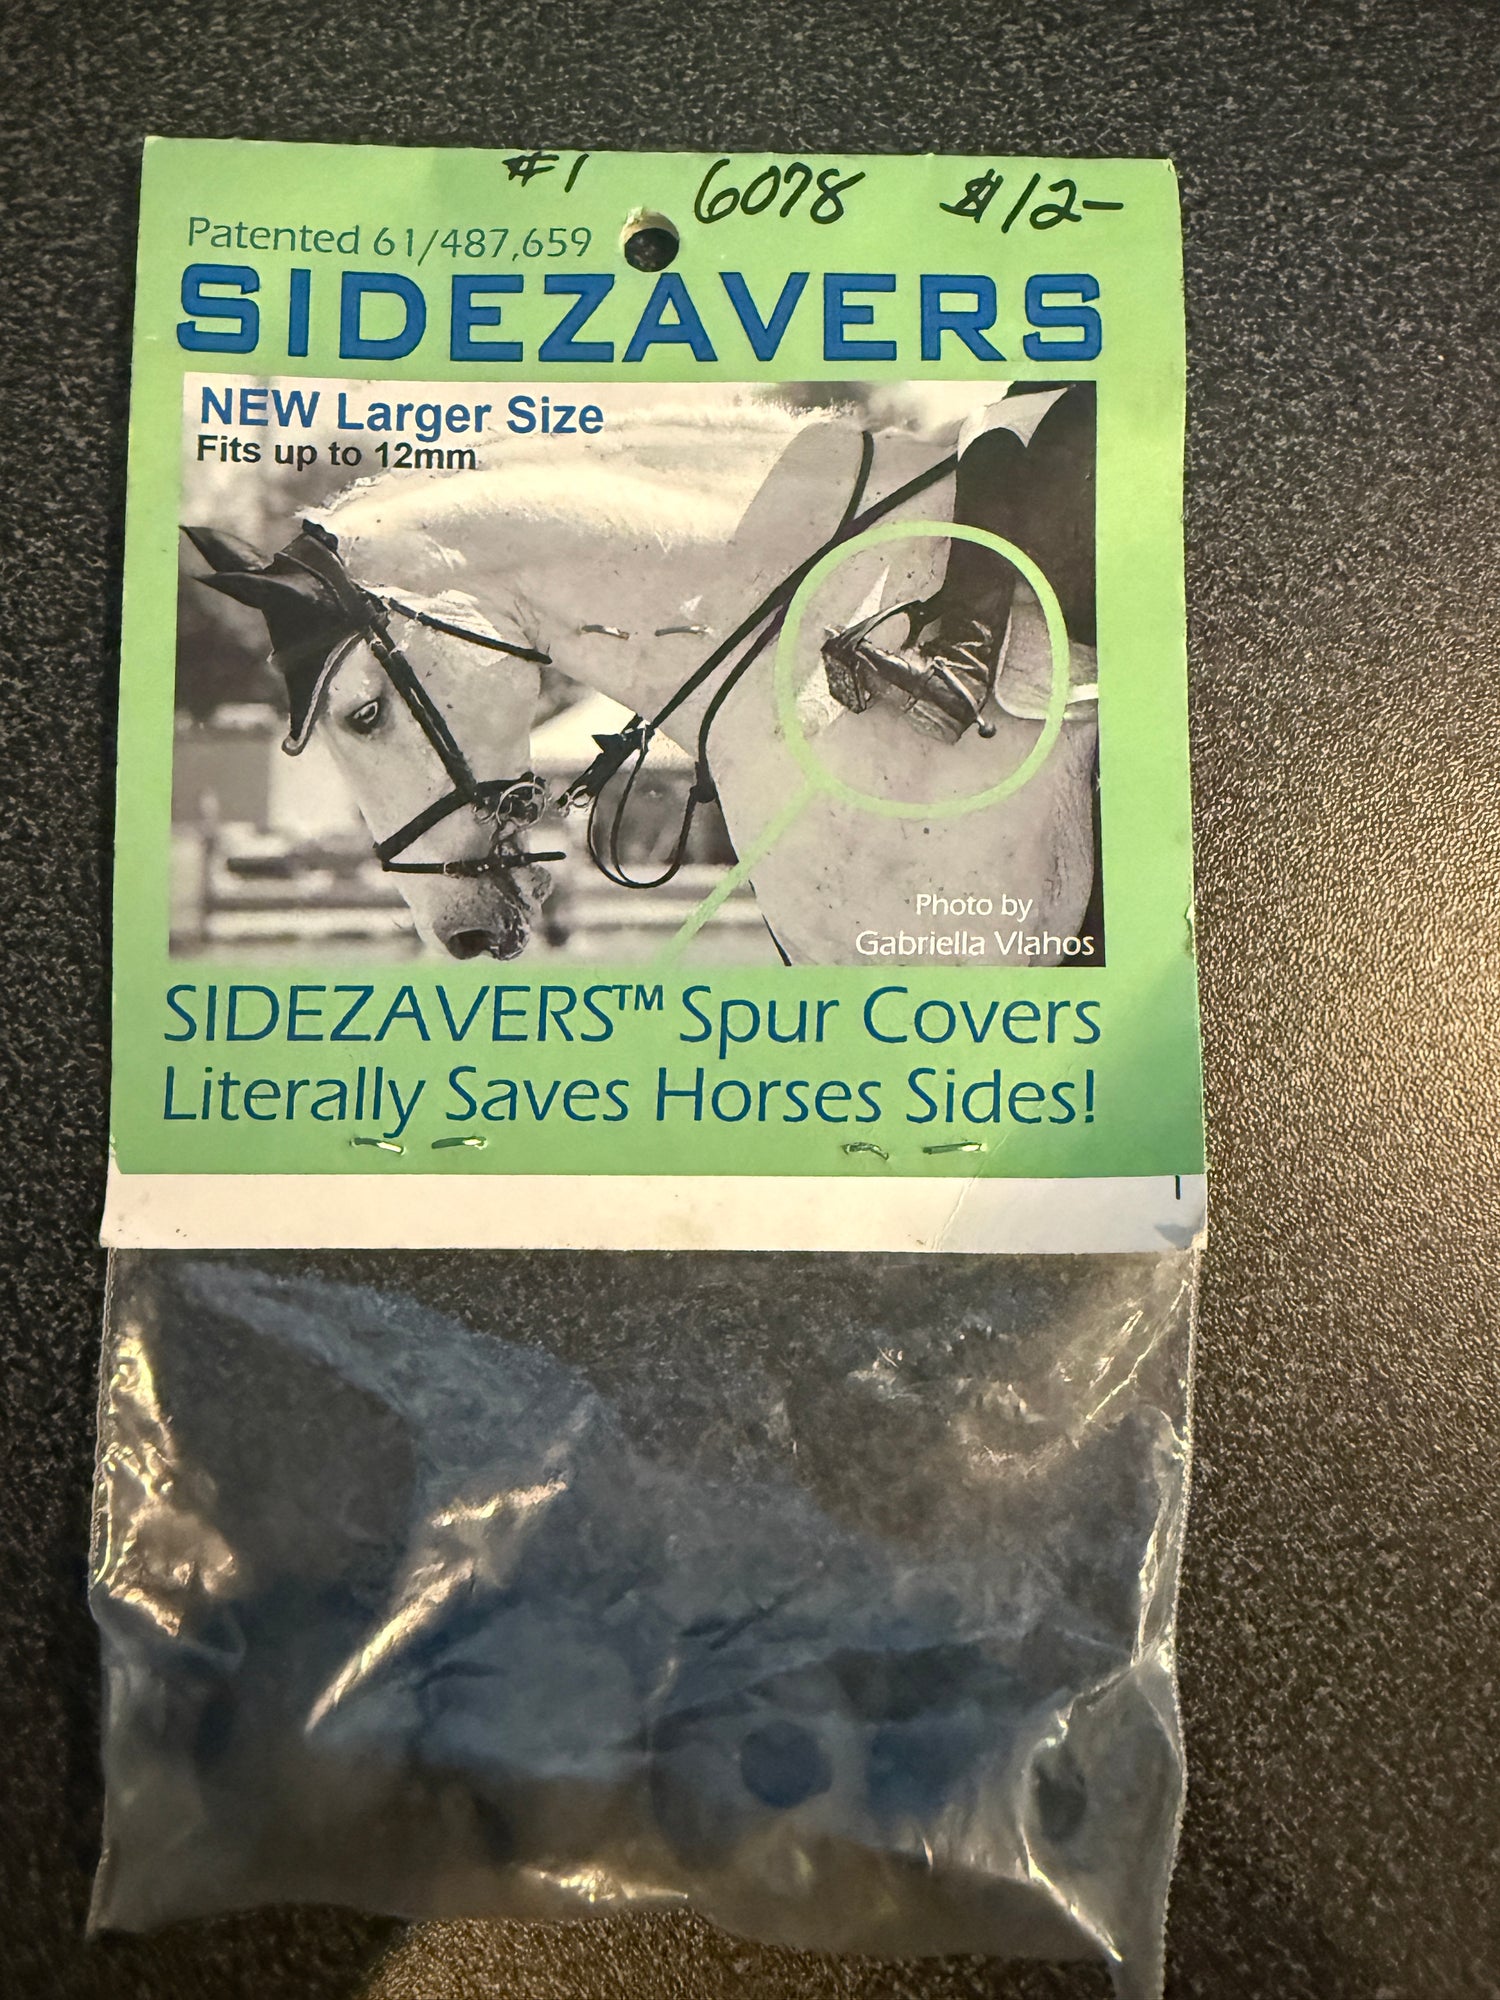 #1 6078 $12-
Patented 61/487,659
SIDEZAVERS
NEW Larger Size
Fits up to 12mm
Photo by
Gabriella Vlahos
SIDEZAVERS™ Spur Covers
Literally Saves Horses Sides!